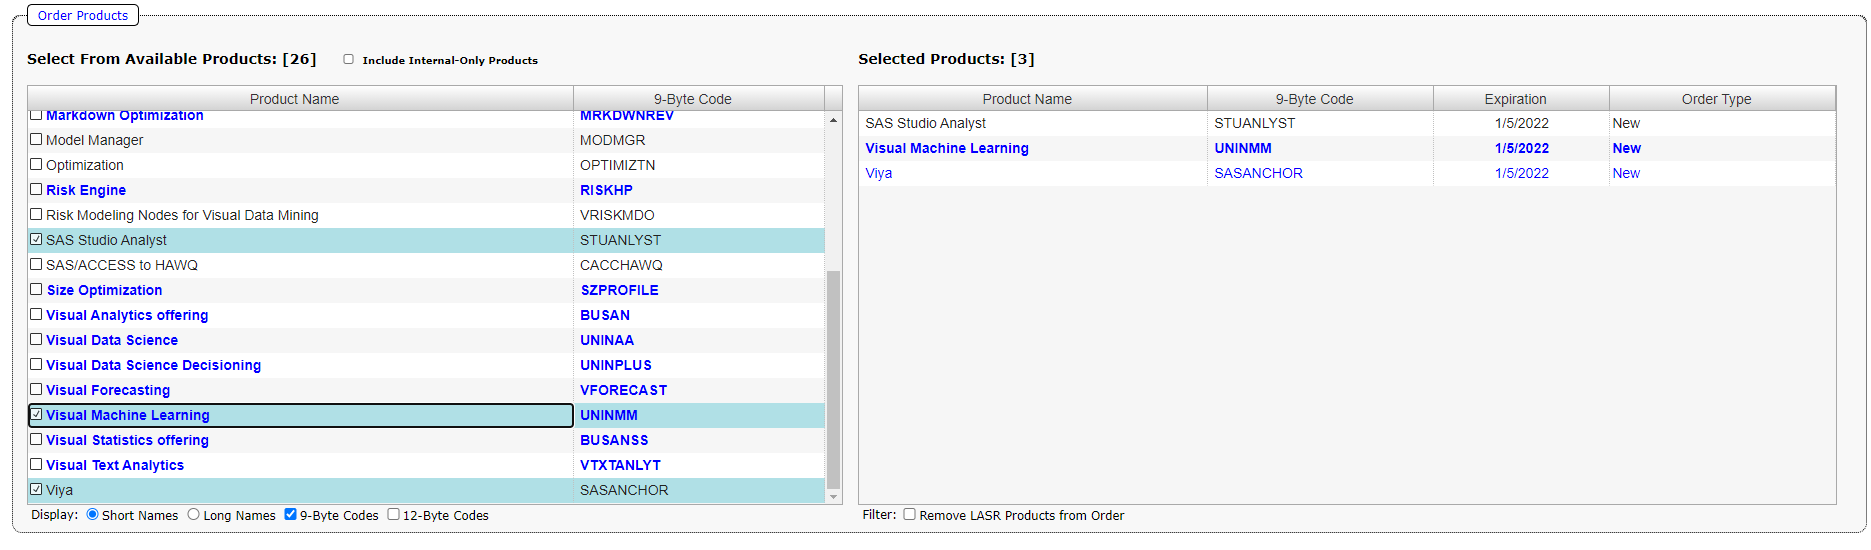 Order Products
Select From Available Products: [26] Include Internal-Only Products
Product Name 9-Byte Code
Markdown Optimization MRKDWNREV
Model Manager MODMGR
Optimization OPTIMIZTN
Risk Engine RISKHP
Risk Modeling Nodes for Visual Data Mining VRISKMDO
SAS Studio Analyst STUANLYST
SAS/ACCESS to HAWQ CACCHAWQ
Size Optimization SZPROFILE
Visual Analytics offering BUSAN
Visual Data Science UNINAA
Visual Data Science Decisioning UNINPLUS
Visual Forecasting VFORECAST
Visual Machine Learning UNINMM
Visual Statistics offering BUSANSS
Visual Text Analytics VTXTANLYT
Viya SASANCHOR
Display: Short Names Long Names 9-Byte Codes 12-Byte Codes
Selected Products: [3]
Product Name 9-Byte Code Expiration Order Type
SAS Studio Analyst STUANLYST 1/5/2022 New
Visual Machine Learning UNINMM 1/5/2022 New
Viya SASANCHOR 1/5/2022 New
Filter: Remove LASR Products from Order